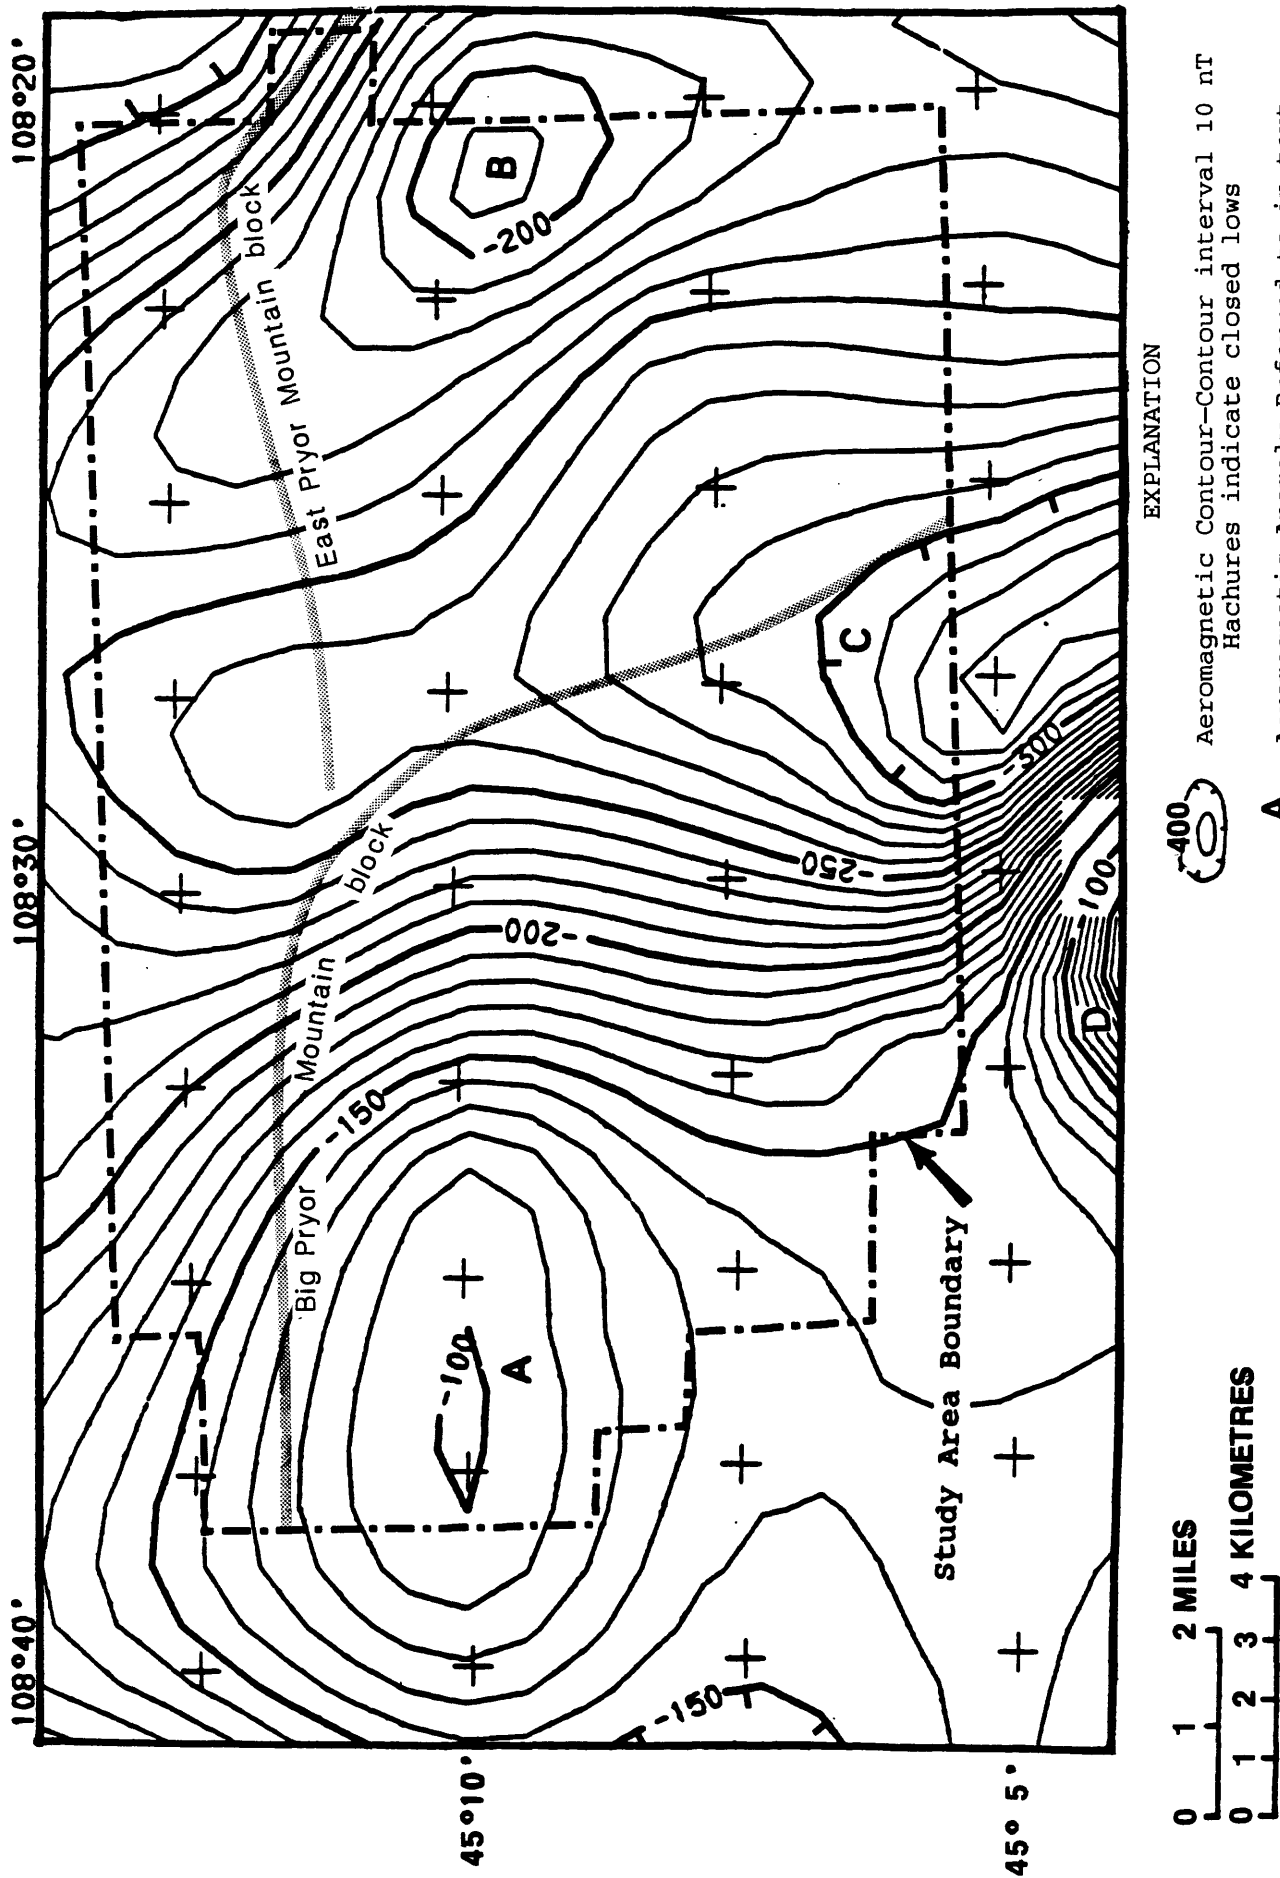 108°40'
108°30'
108°20'
45°10'
45° 5'
East Pryor Mountain block
Big Pryor Mountain block
A
B
C
D
-100
-150
-150
-200
-200
-250
-300
-100
Study Area Boundary
0 1 2 MILES
0 1 2 3 4 KILOMETRES
EXPLANATION
-400
Aeromagnetic Contour-Contour interval 10 nT
Hachures indicate closed lows
A